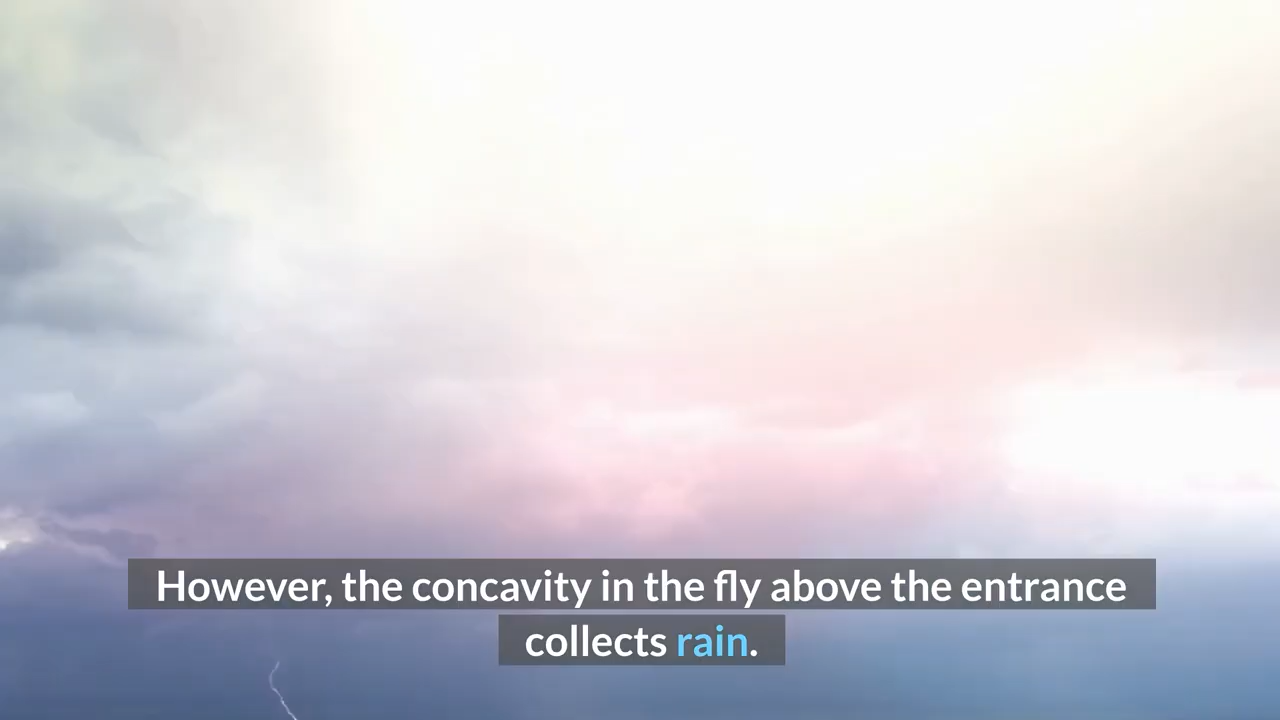 However, the concavity in the fly above the entrance
collects rain.